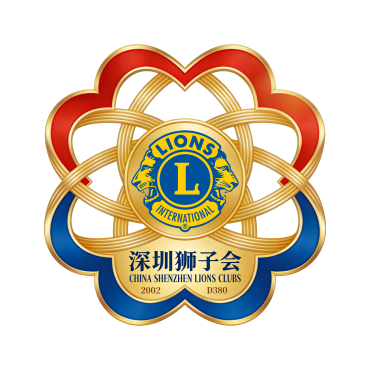 LIONS
L
INTERNATIONAL
®
深圳狮子会
CHINA SHENZHEN LIONS CLUBS
2002 D380